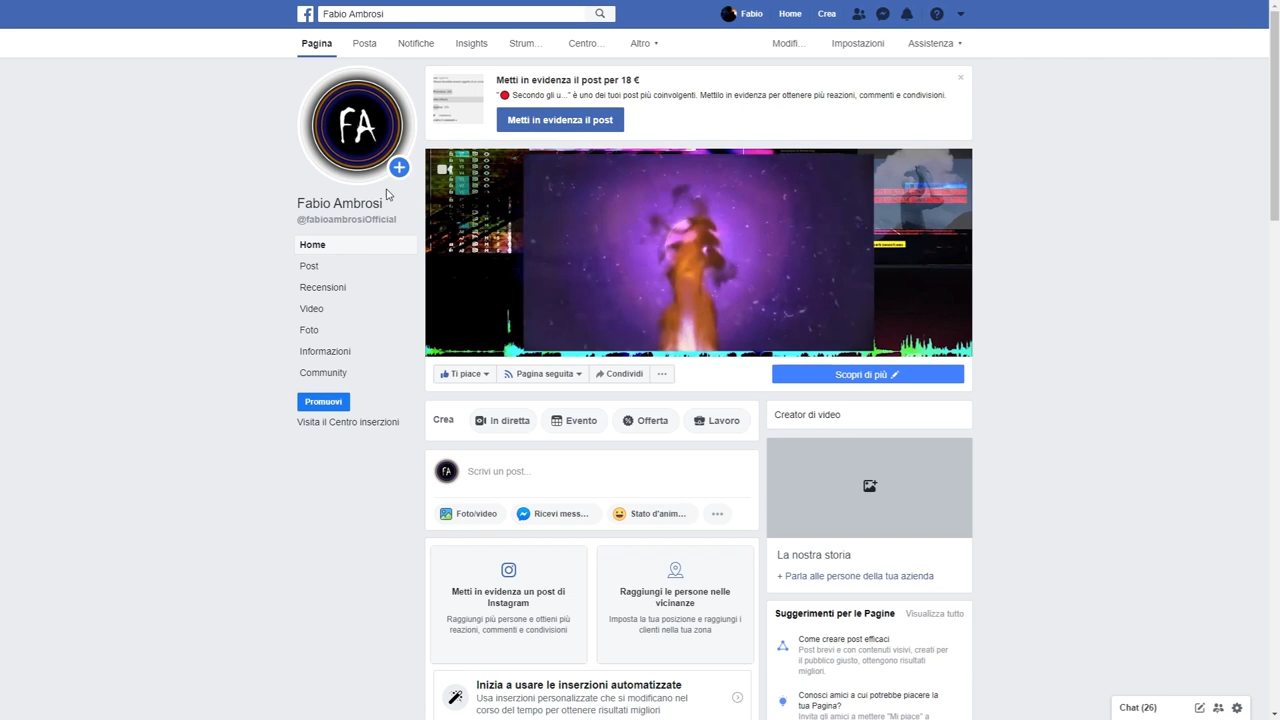 Fabio Ambrosi
Fabio
Home
Crea
Pagina
Posta
Notifiche
Insights
Strum...
Centro...
Altro
Modifi...
Impostazioni
Assistenza
FA
Fabio Ambrosi
@fabioambrosiOfficial
Home
Post
Recensioni
Video
Foto
Informazioni
Community
Promuovi
Visita il Centro inserzioni
Metti in evidenza il post per 18 €
"🔴 Secondo gli u..." è uno dei tuoi post più coinvolgenti. Mettilo in evidenza per ottenere più reazioni, commenti e condivisioni.
Metti in evidenza il post
Ti piace
Pagina seguita
Condividi
Scopri di più
Crea
In diretta
Evento
Offerta
Lavoro
FA
Scrivi un post...
Foto/video
Ricevi mess...
Stato d'anim...
Metti in evidenza un post di
Instagram
Raggiungi più persone e ottieni più
reazioni, commenti e condivisioni
Raggiungi le persone nelle
vicinanze
Imposta la tua posizione e raggiungi i
clienti nella tua zona
Inizia a usare le inserzioni automatizzate
Usa inserzioni personalizzate che si modificano nel
corso del tempo per ottenere risultati migliori
Creator di video
La nostra storia
+ Parla alle persone della tua azienda
Suggerimenti per le Pagine
Visualizza tutto
Come creare post efficaci
Post brevi e con contenuti visivi, creati per
il pubblico giusto, ottengono risultati
migliori.
Conosci amici a cui potrebbe piacere la
tua Pagina?
Invita gli amici a mettere "Mi piace" a
Chat (26)